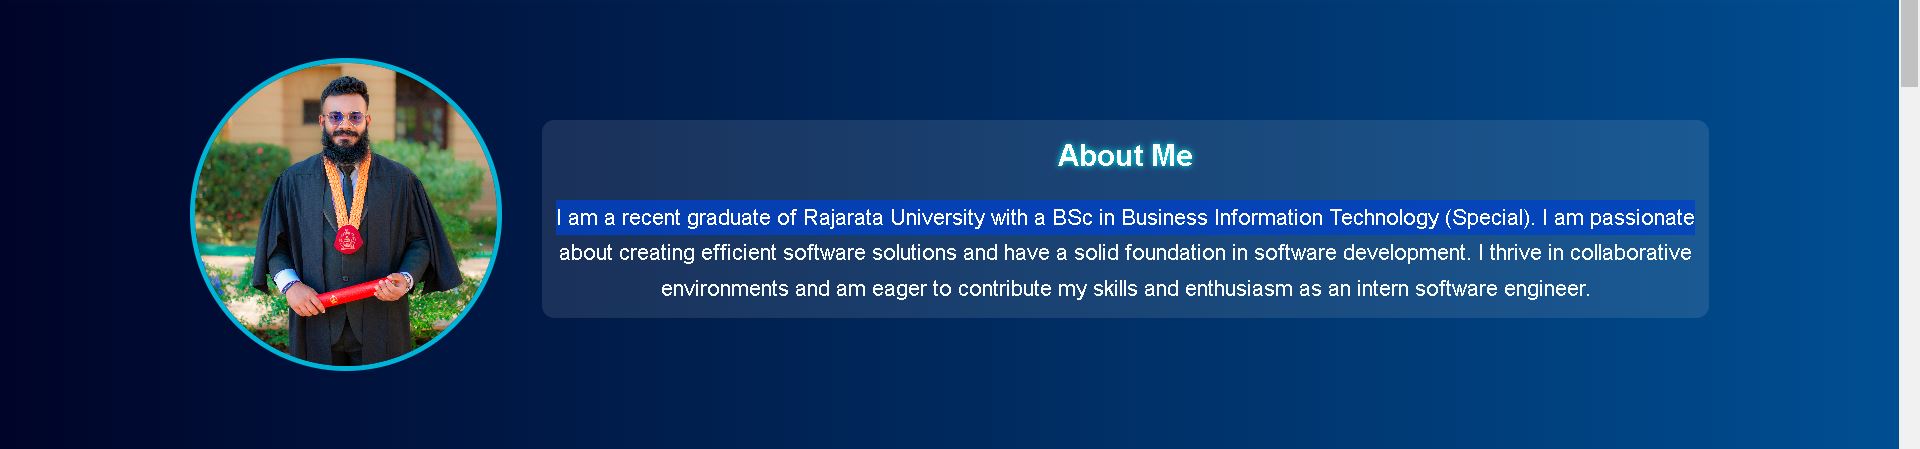 About Me
I am a recent graduate of Rajarata University with a BSc in Business Information Technology (Special). I am passionate
about creating efficient software solutions and have a solid foundation in software development. I thrive in collaborative
environments and am eager to contribute my skills and enthusiasm as an intern software engineer.